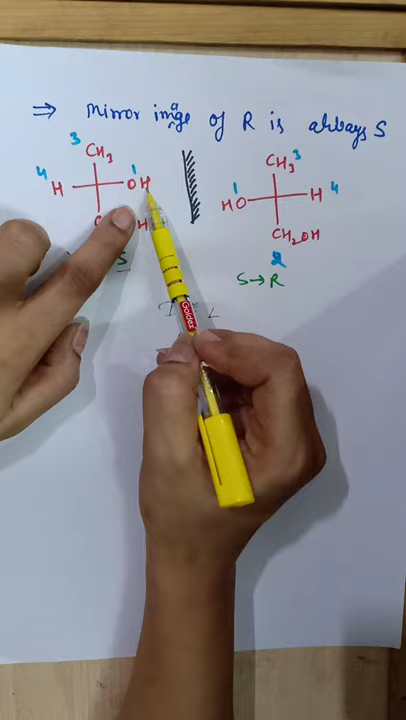 ⇒ Mirror image of R is always S
3 CH₃ CH₃ 3
4 H 1 OH 1 HO H 4
H CH₂OH
S 2
S → R
Goldex